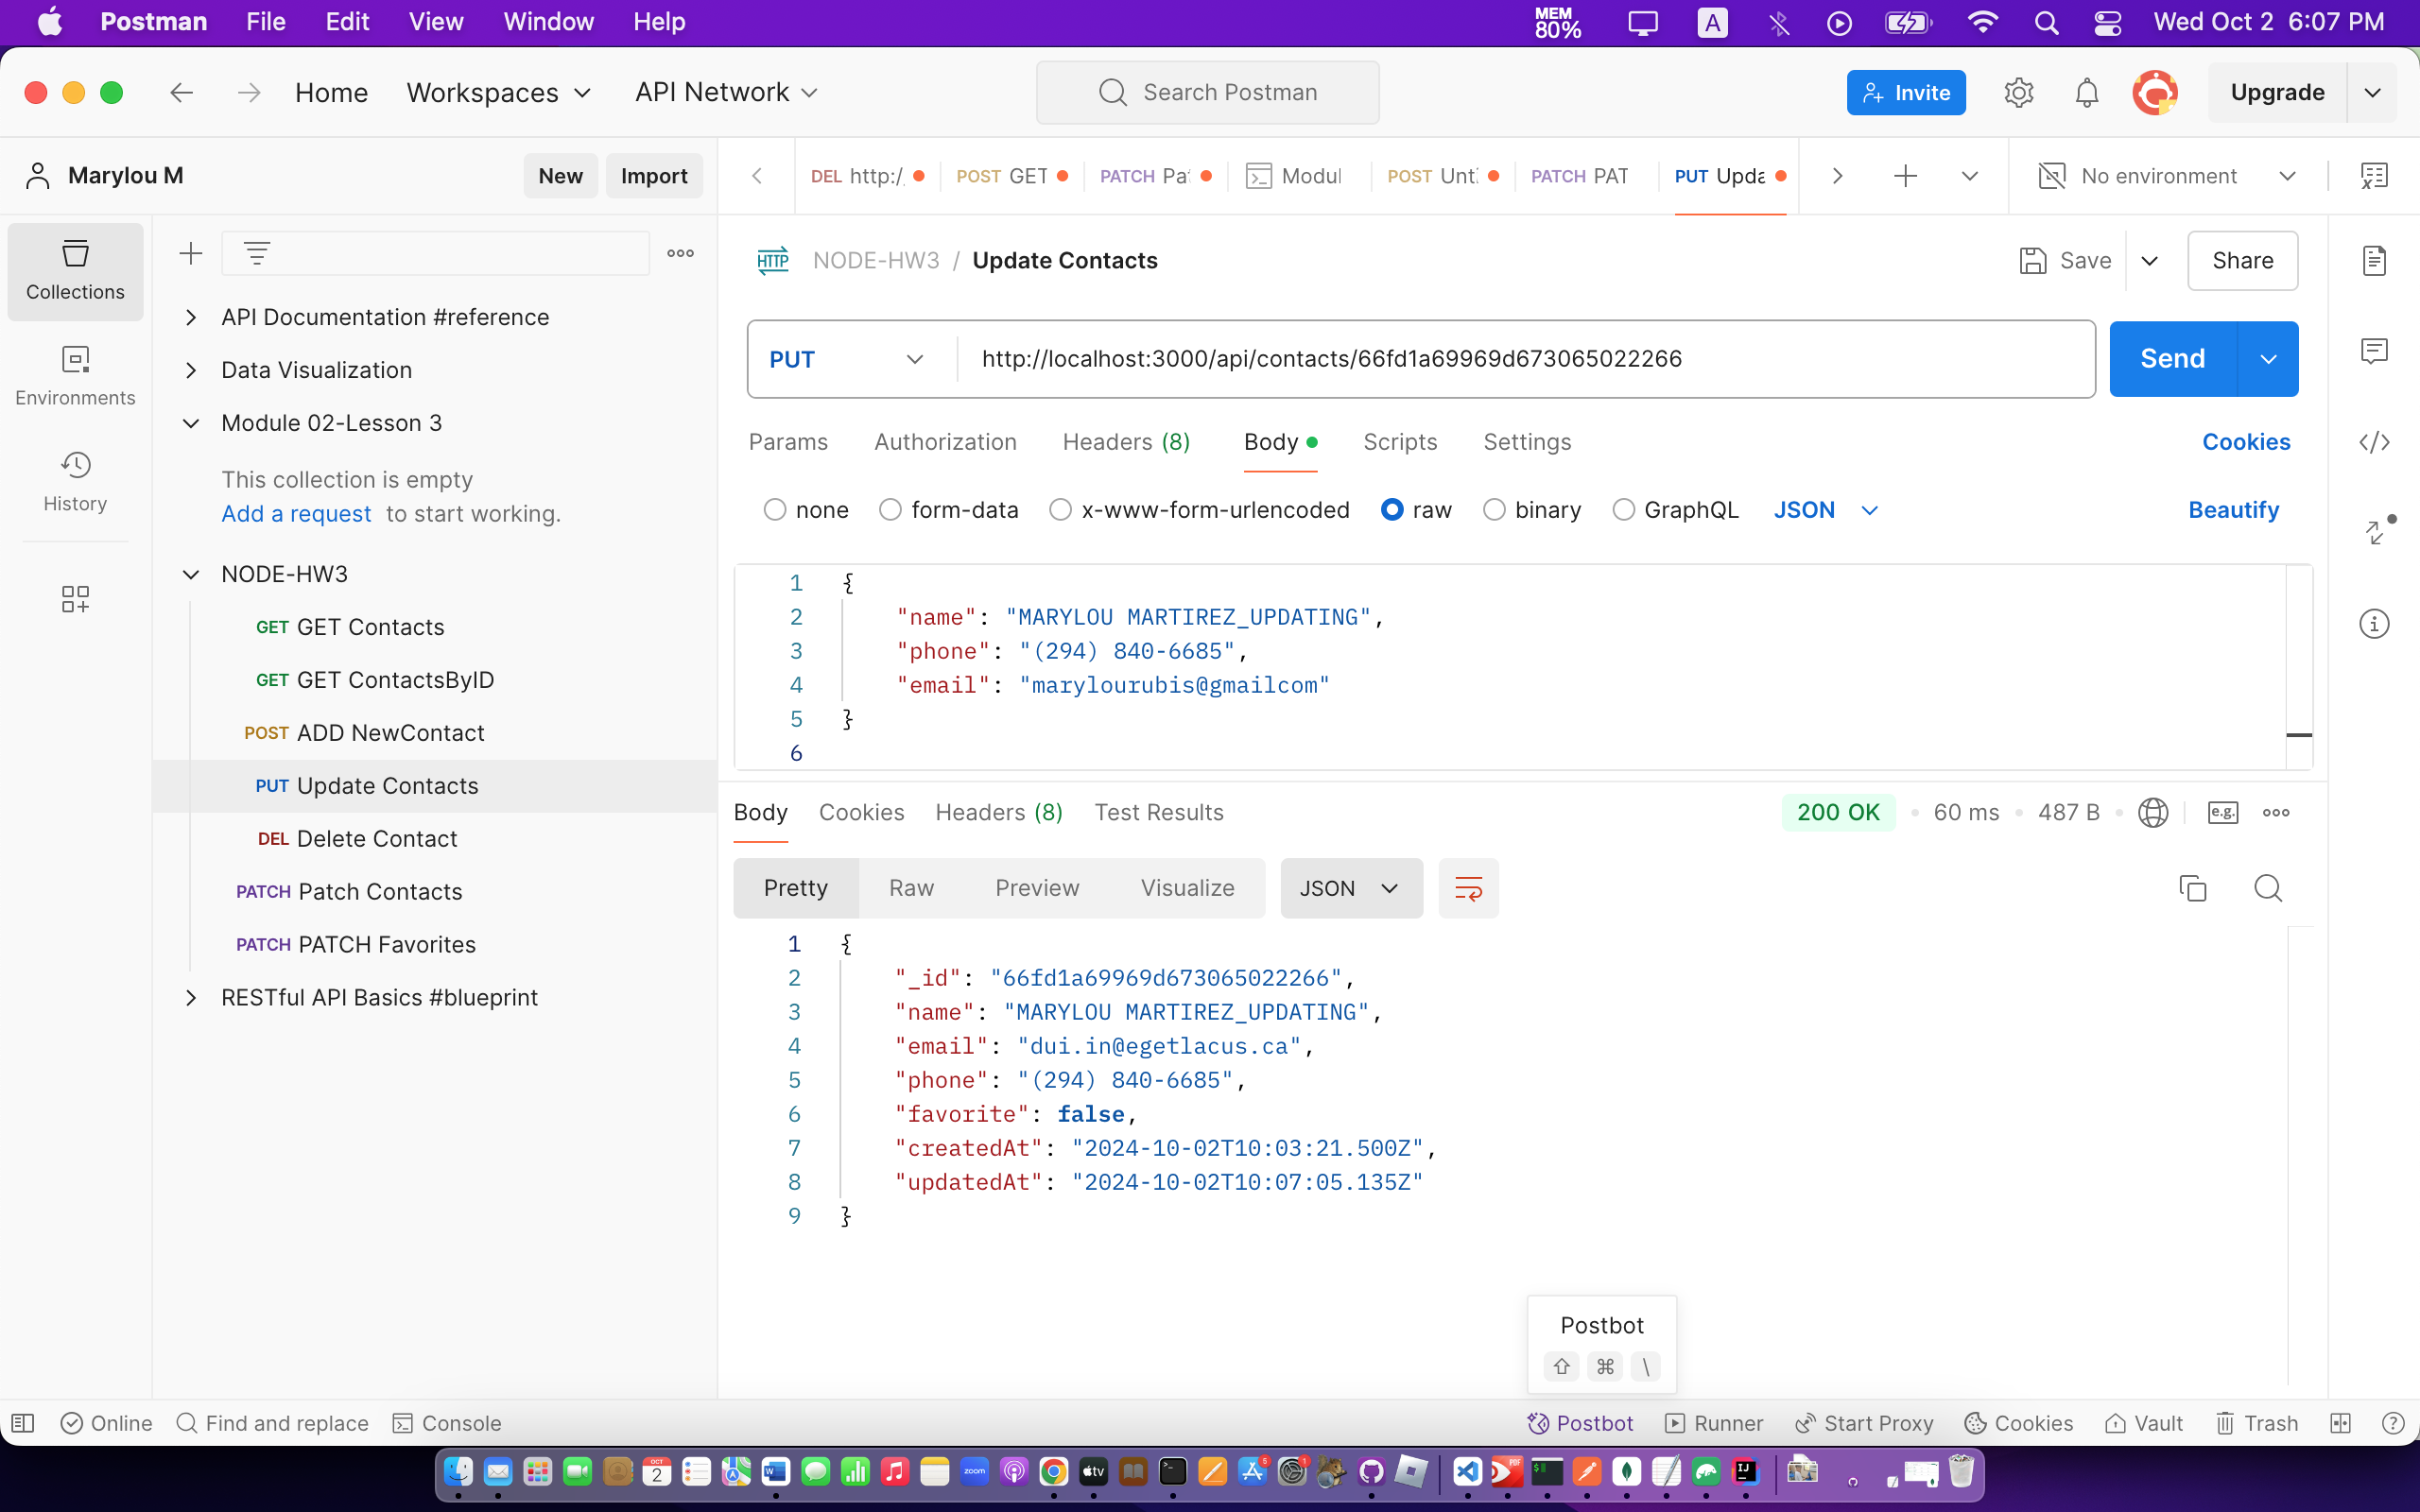 Postman File Edit View Window Help MEM 80% A Wed Oct 2 6:07 PM
Home Workspaces API Network Search Postman Invite Upgrade
Marylou M New Import DEL http:/ POST GET PATCH Pa Modul POST Unt PATCH PAT PUT Upda No environment
Collections
Environments
History
API Documentation #reference
Data Visualization
Module 02-Lesson 3
This collection is empty
Add a request to start working.
NODE-HW3
GET GET Contacts
GET GET ContactsByID
POST ADD NewContact
PUT Update Contacts
DEL Delete Contact
PATCH Patch Contacts
PATCH PATCH Favorites
RESTful API Basics #blueprint
HTTP NODE-HW3 / Update Contacts Save Share
PUT http://localhost:3000/api/contacts/66fd1a69969d673065022266 Send
Params Authorization Headers (8) Body Scripts Settings Cookies
none form-data x-www-form-urlencoded raw binary GraphQL JSON Beautify
1 {
2 "name": "MARYLOU MARTIREZ_UPDATING",
3 "phone": "(294) 840-6685",
4 "email": "marylourubis@gmailcom"
5 }
6
Body Cookies Headers (8) Test Results 200 OK • 60 ms • 487 B • e.g.
Pretty Raw Preview Visualize JSON
1 {
2 "_id": "66fd1a69969d673065022266",
3 "name": "MARYLOU MARTIREZ_UPDATING",
4 "email": "dui.in@egetlacus.ca",
5 "phone": "(294) 840-6685",
6 "favorite": false,
7 "createdAt": "2024-10-02T10:03:21.500Z",
8 "updatedAt": "2024-10-02T10:07:05.135Z"
9 }
Postbot
⇧ ⌘ \
Online Find and replace Console Postbot Runner Start Proxy Cookies Vault Trash
OCT 2 W zoom tv 5 1 PDF IJ